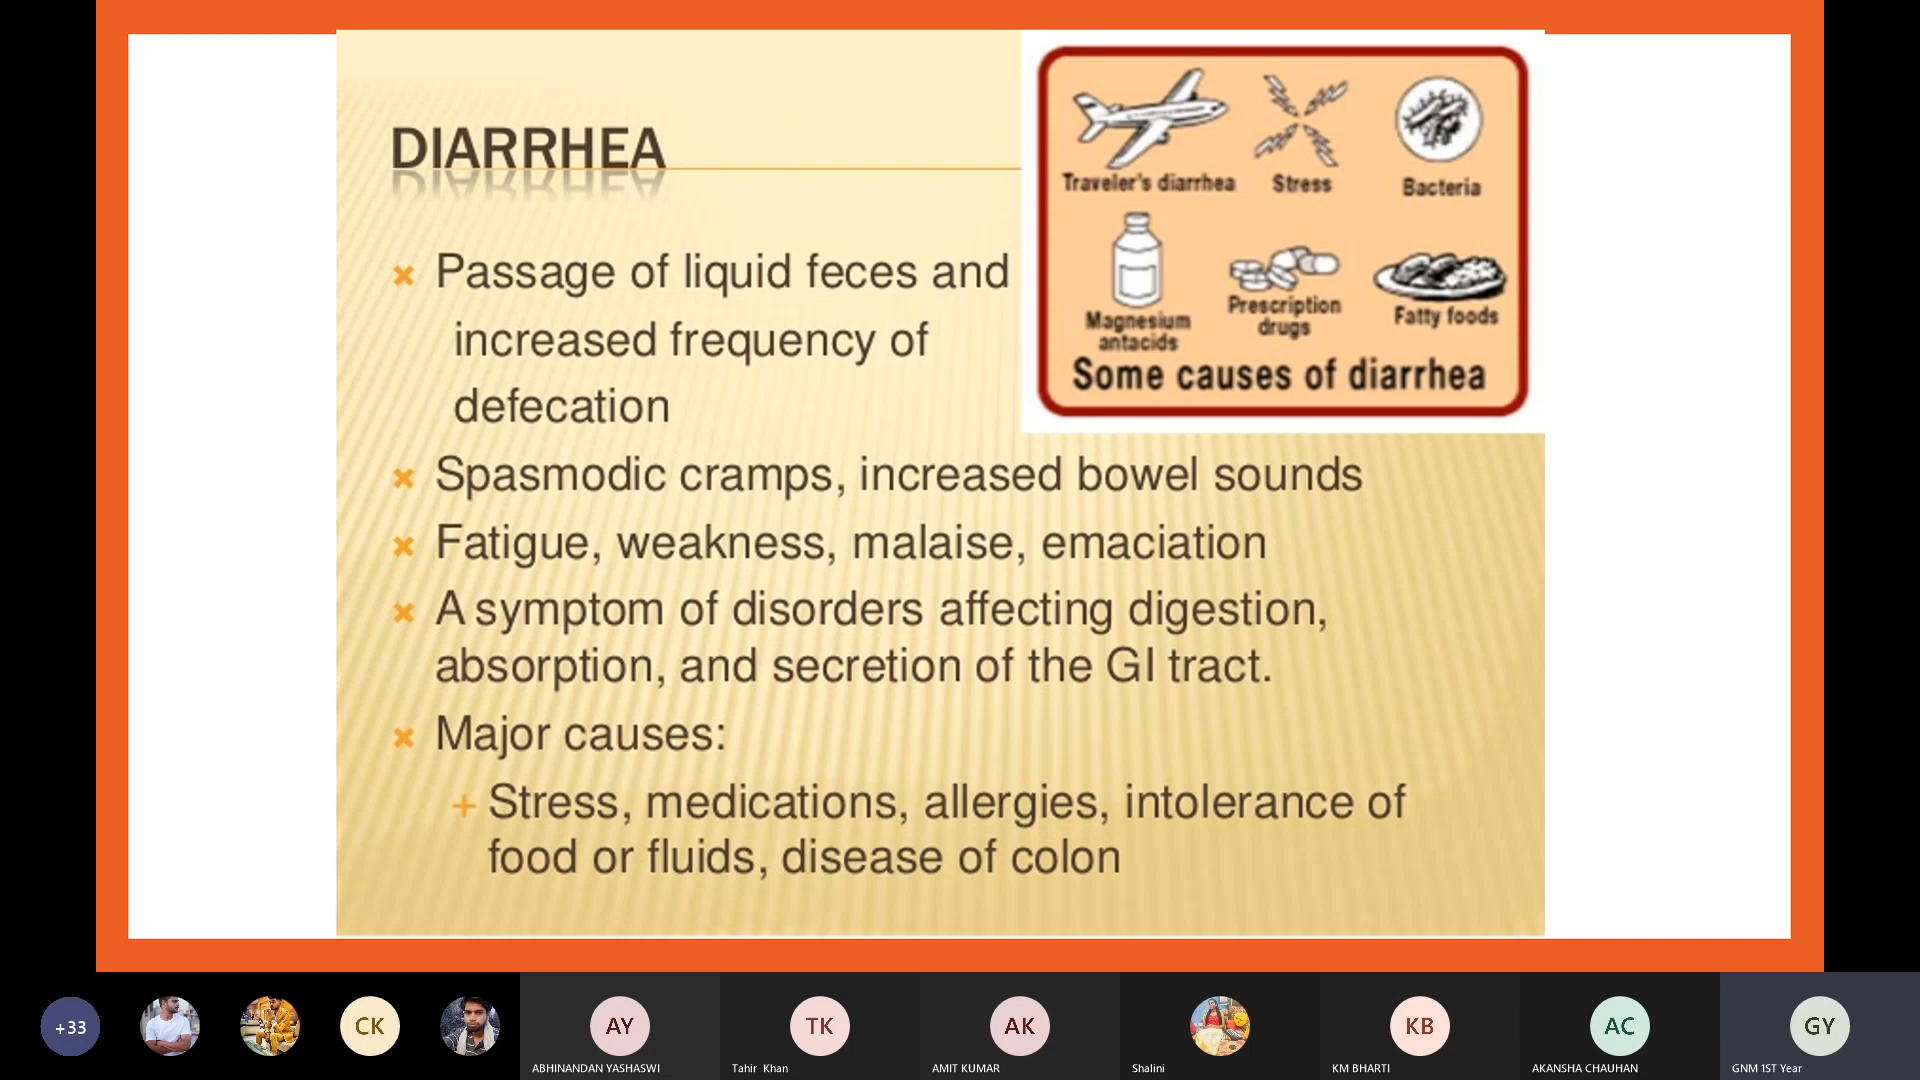 DIARRHEA
Passage of liquid feces and
increased frequency of
defecation
Spasmodic cramps, increased bowel sounds
Fatigue, weakness, malaise, emaciation
A symptom of disorders affecting digestion,
absorption, and secretion of the GI tract.
Major causes:
Stress, medications, allergies, intolerance of
food or fluids, disease of colon
Traveler's diarrhea
Stress
Bacteria
Magnesium
antacids
Prescription
drugs
Fatty foods
Some causes of diarrhea
+33
CK
AY
ABHINANDAN YASHASWI
TK
Tahir Khan
AK
AMIT KUMAR
Shalini
KB
KM BHARTI
AC
AKANSHA CHAUHAN
GY
GNM 1ST Year